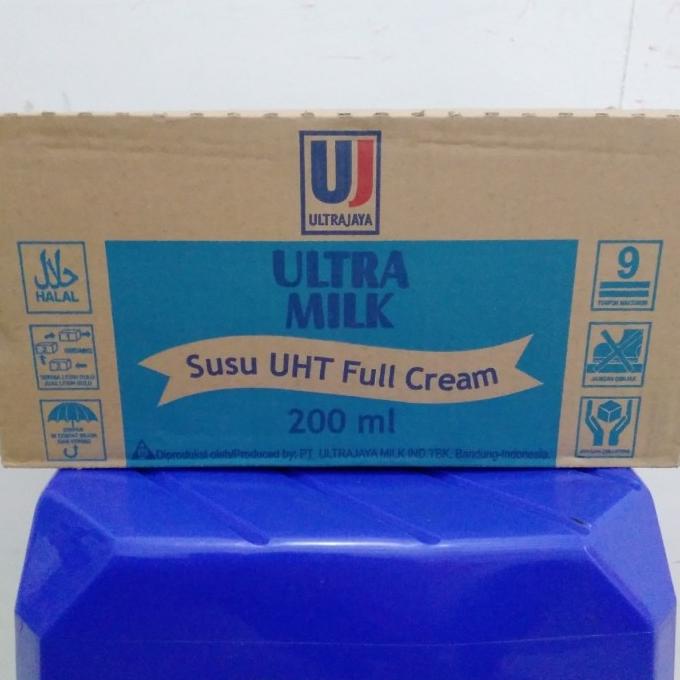 UJ
ULTRAJAYA
حلال
HALAL
ULTRA
MILK
Susu UHT Full Cream
200 ml
Diproduksi oleh/Produced by: PT. ULTRAJAYA MILK IND TBK, Bandung-Indonesia.
9